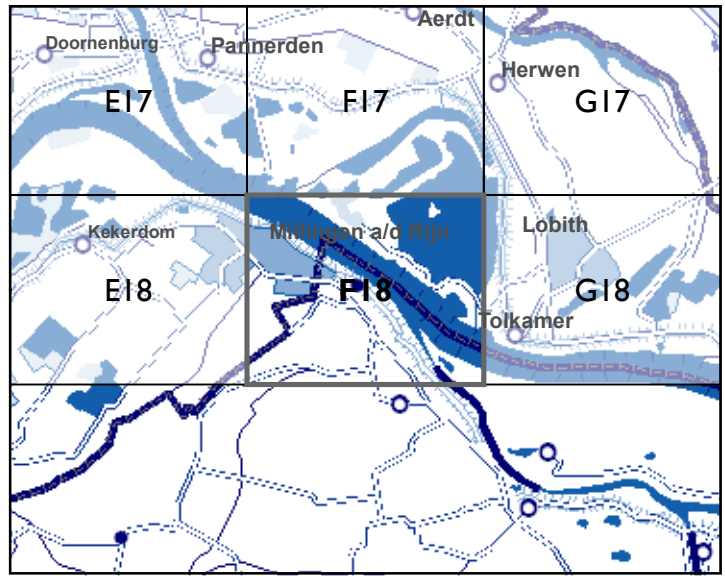 Aerdt
Doornenburg
Pannerden
Herwen
E17
F17
G17
Millingen a/d Rijn
Lobith
Kekerdom
E18
F18
G18
Tolkamer